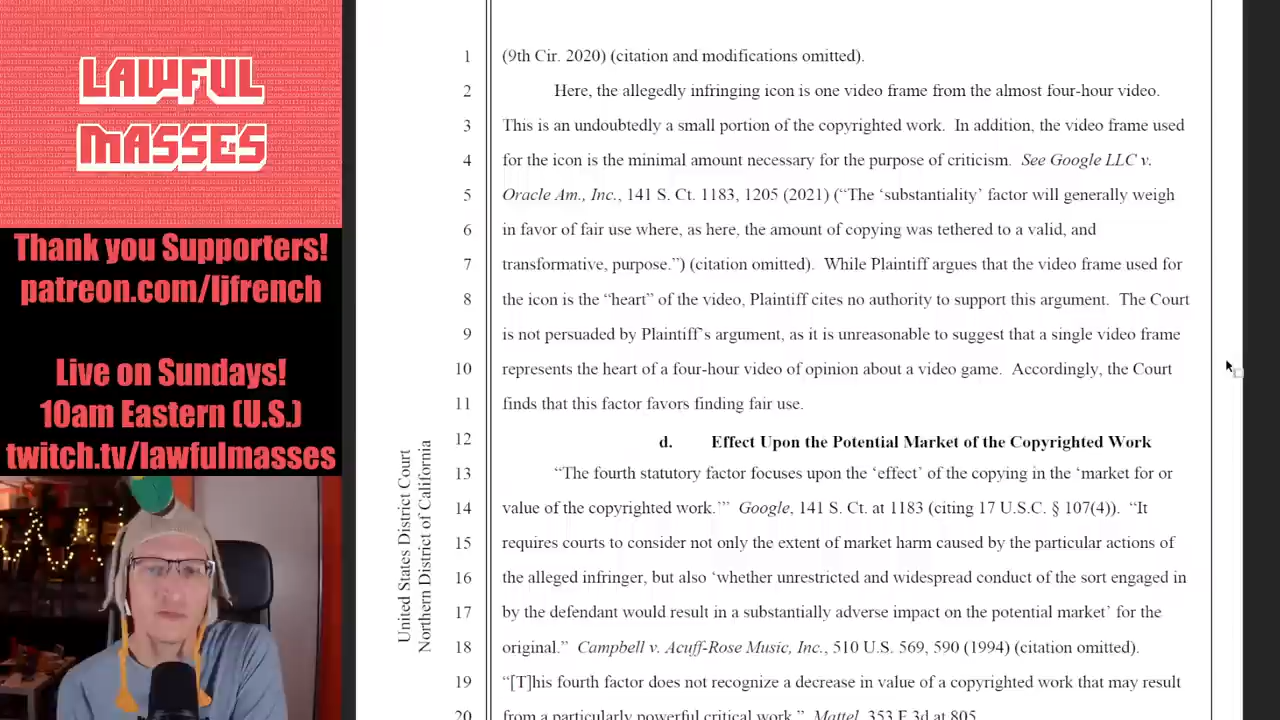 LAWFUL
MASSES
Thank you Supporters!
patreon.com/ljfrench
Live on Sundays!
10am Eastern (U.S.)
twitch.tv/lawfulmasses
United States District Court
Northern District of California
1 (9th Cir. 2020) (citation and modifications omitted).
2 Here, the allegedly infringing icon is one video frame from the almost four-hour video.
3 This is an undoubtedly a small portion of the copyrighted work. In addition, the video frame used
4 for the icon is the minimal amount necessary for the purpose of criticism. See Google LLC v.
5 Oracle Am., Inc., 141 S. Ct. 1183, 1205 (2021) (“The ‘substantiality’ factor will generally weigh
6 in favor of fair use where, as here, the amount of copying was tethered to a valid, and
7 transformative, purpose.”) (citation omitted). While Plaintiff argues that the video frame used for
8 the icon is the “heart” of the video, Plaintiff cites no authority to support this argument. The Court
9 is not persuaded by Plaintiff’s argument, as it is unreasonable to suggest that a single video frame
10 represents the heart of a four-hour video of opinion about a video game. Accordingly, the Court
11 finds that this factor favors finding fair use.
12 d. Effect Upon the Potential Market of the Copyrighted Work
13 “The fourth statutory factor focuses upon the ‘effect’ of the copying in the ‘market for or
14 value of the copyrighted work.’” Google, 141 S. Ct. at 1183 (citing 17 U.S.C. § 107(4)). “It
15 requires courts to consider not only the extent of market harm caused by the particular actions of
16 the alleged infringer, but also ‘whether unrestricted and widespread conduct of the sort engaged in
17 by the defendant would result in a substantially adverse impact on the potential market’ for the
18 original.” Campbell v. Acuff-Rose Music, Inc., 510 U.S. 569, 590 (1994) (citation omitted).
19 “[T]his fourth factor does not recognize a decrease in value of a copyrighted work that may result
20 from a particularly powerful critical work.” Mattel, 353 F.3d at 805.